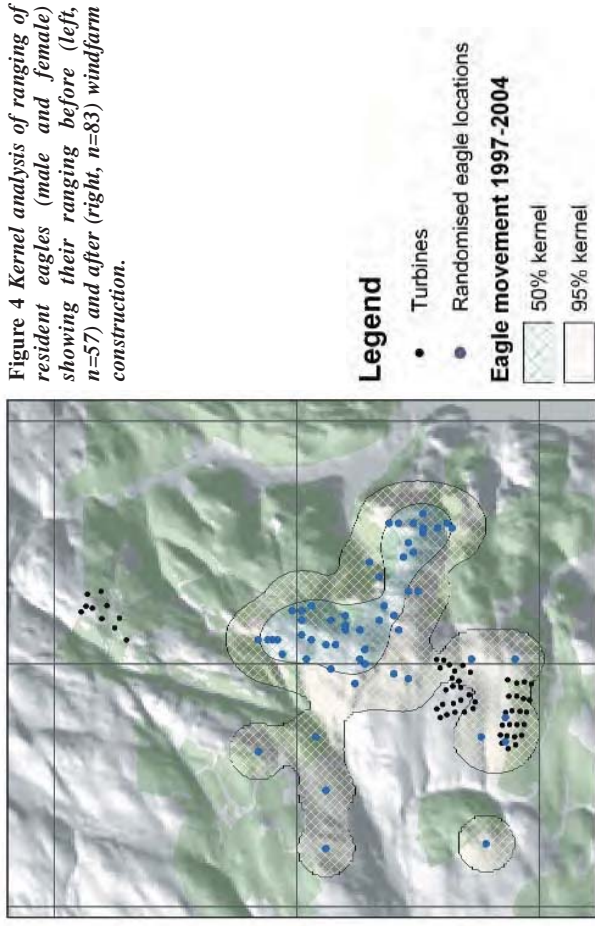 Figure 4 Kernel analysis of ranging of
resident eagles (male and female)
showing their ranging before (left,
n=57) and after (right, n=83) windfarm
construction.
Legend
Turbines
Randomised eagle locations
Eagle movement 1997-2004
50% kernel
95% kernel